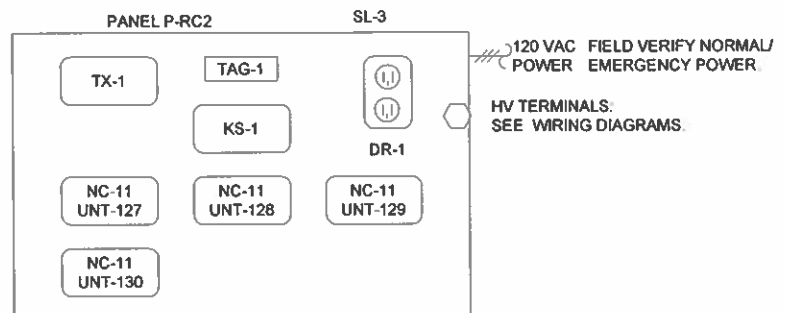 PANEL P-RC2
SL-3
TX-1
TAG-1
KS-1
DR-1
120 VAC FIELD VERIFY NORMAL/
POWER EMERGENCY POWER.
HV TERMINALS.
SEE WIRING DIAGRAMS.
NC-11
UNT-127
NC-11
UNT-128
NC-11
UNT-129
NC-11
UNT-130